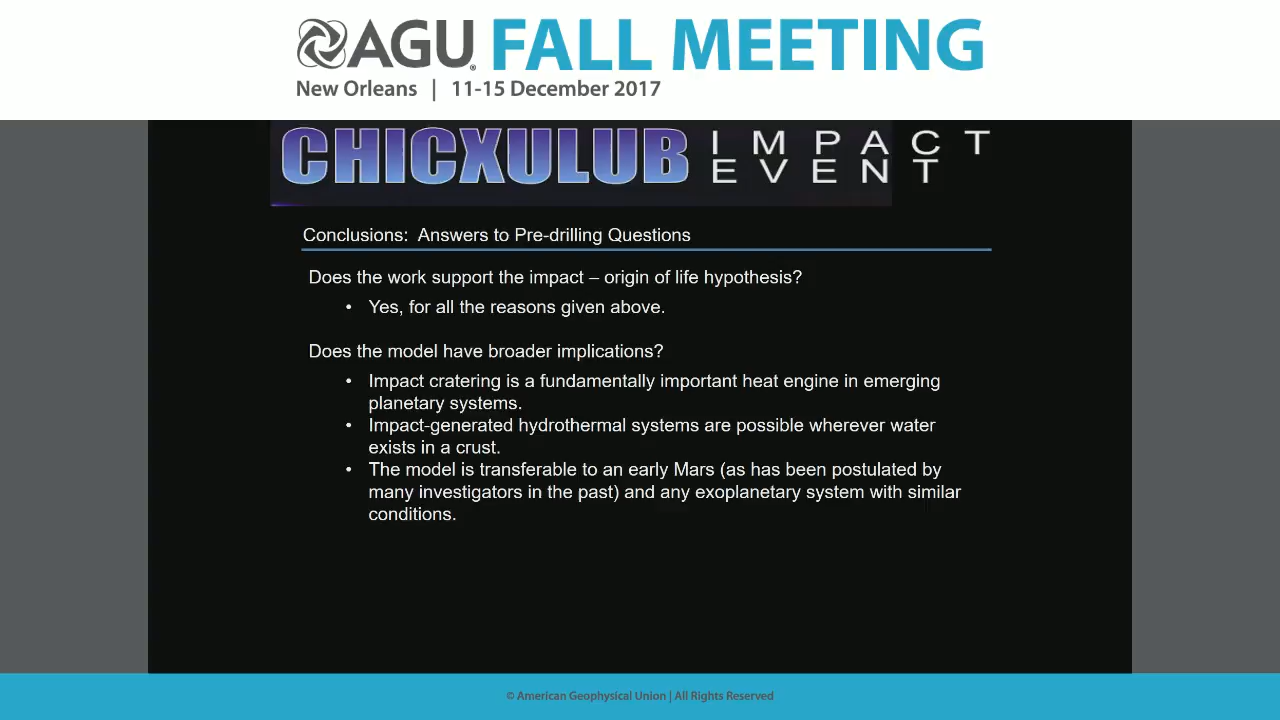 AGU FALL MEETING
New Orleans | 11-15 December 2017
CHICXULUB IMPACT EVENT
Conclusions: Answers to Pre-drilling Questions
Does the work support the impact – origin of life hypothesis?
• Yes, for all the reasons given above.
Does the model have broader implications?
• Impact cratering is a fundamentally important heat engine in emerging
planetary systems.
• Impact-generated hydrothermal systems are possible wherever water
exists in a crust.
• The model is transferable to an early Mars (as has been postulated by
many investigators in the past) and any exoplanetary system with similar
conditions.
© American Geophysical Union | All Rights Reserved